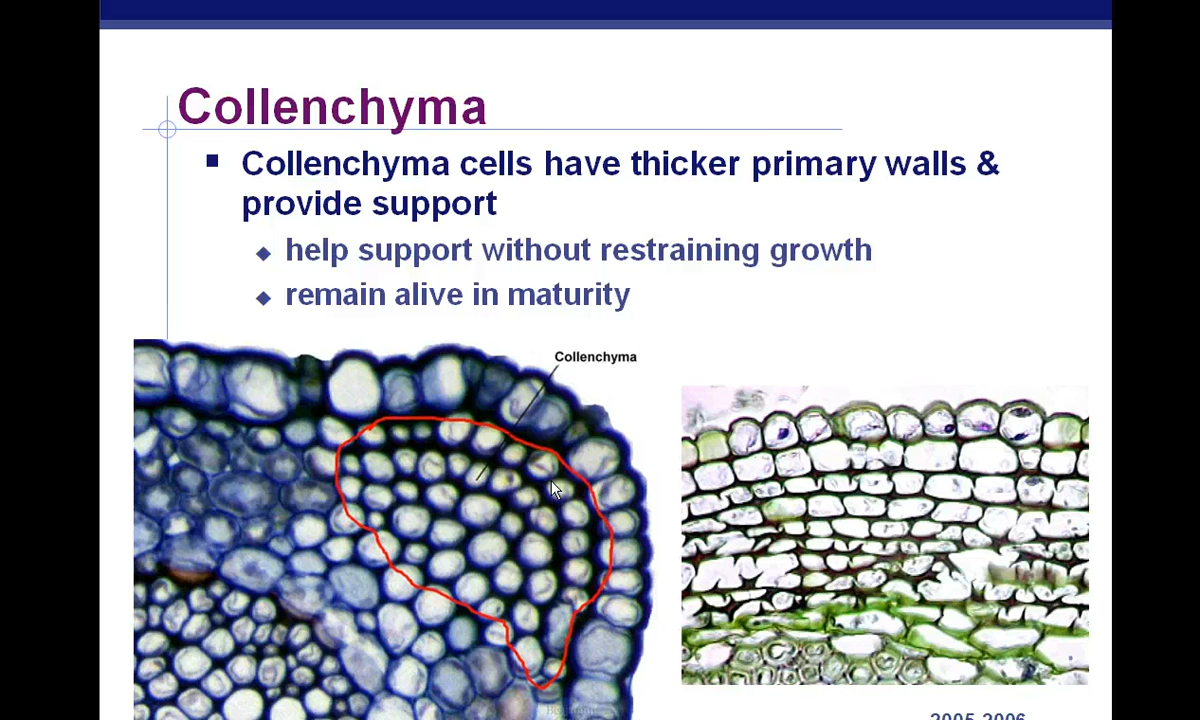 Collenchyma
Collenchyma cells have thicker primary walls &
provide support
help support without restraining growth
remain alive in maturity
Collenchyma
2005-2006